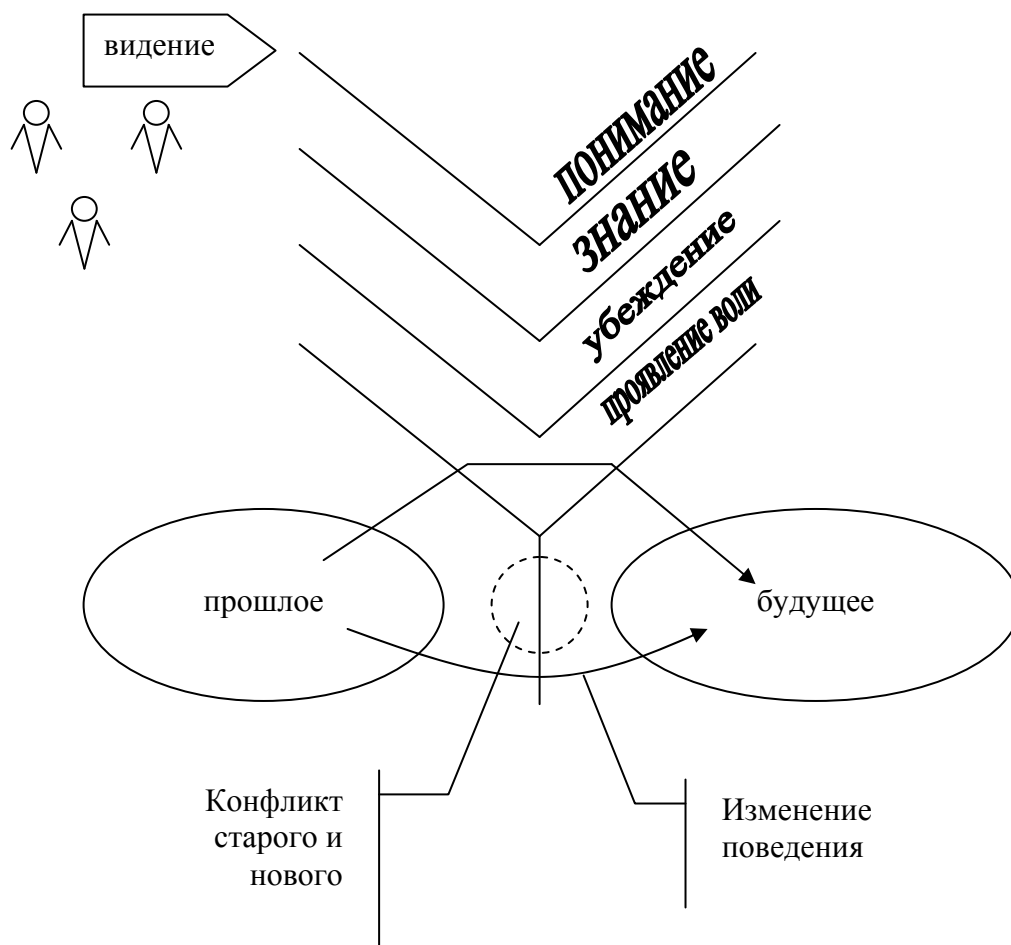 видение
понимание
знание
убеждение
проявление воли
прошлое
будущее
Конфликт
старого и
нового
Изменение
поведения